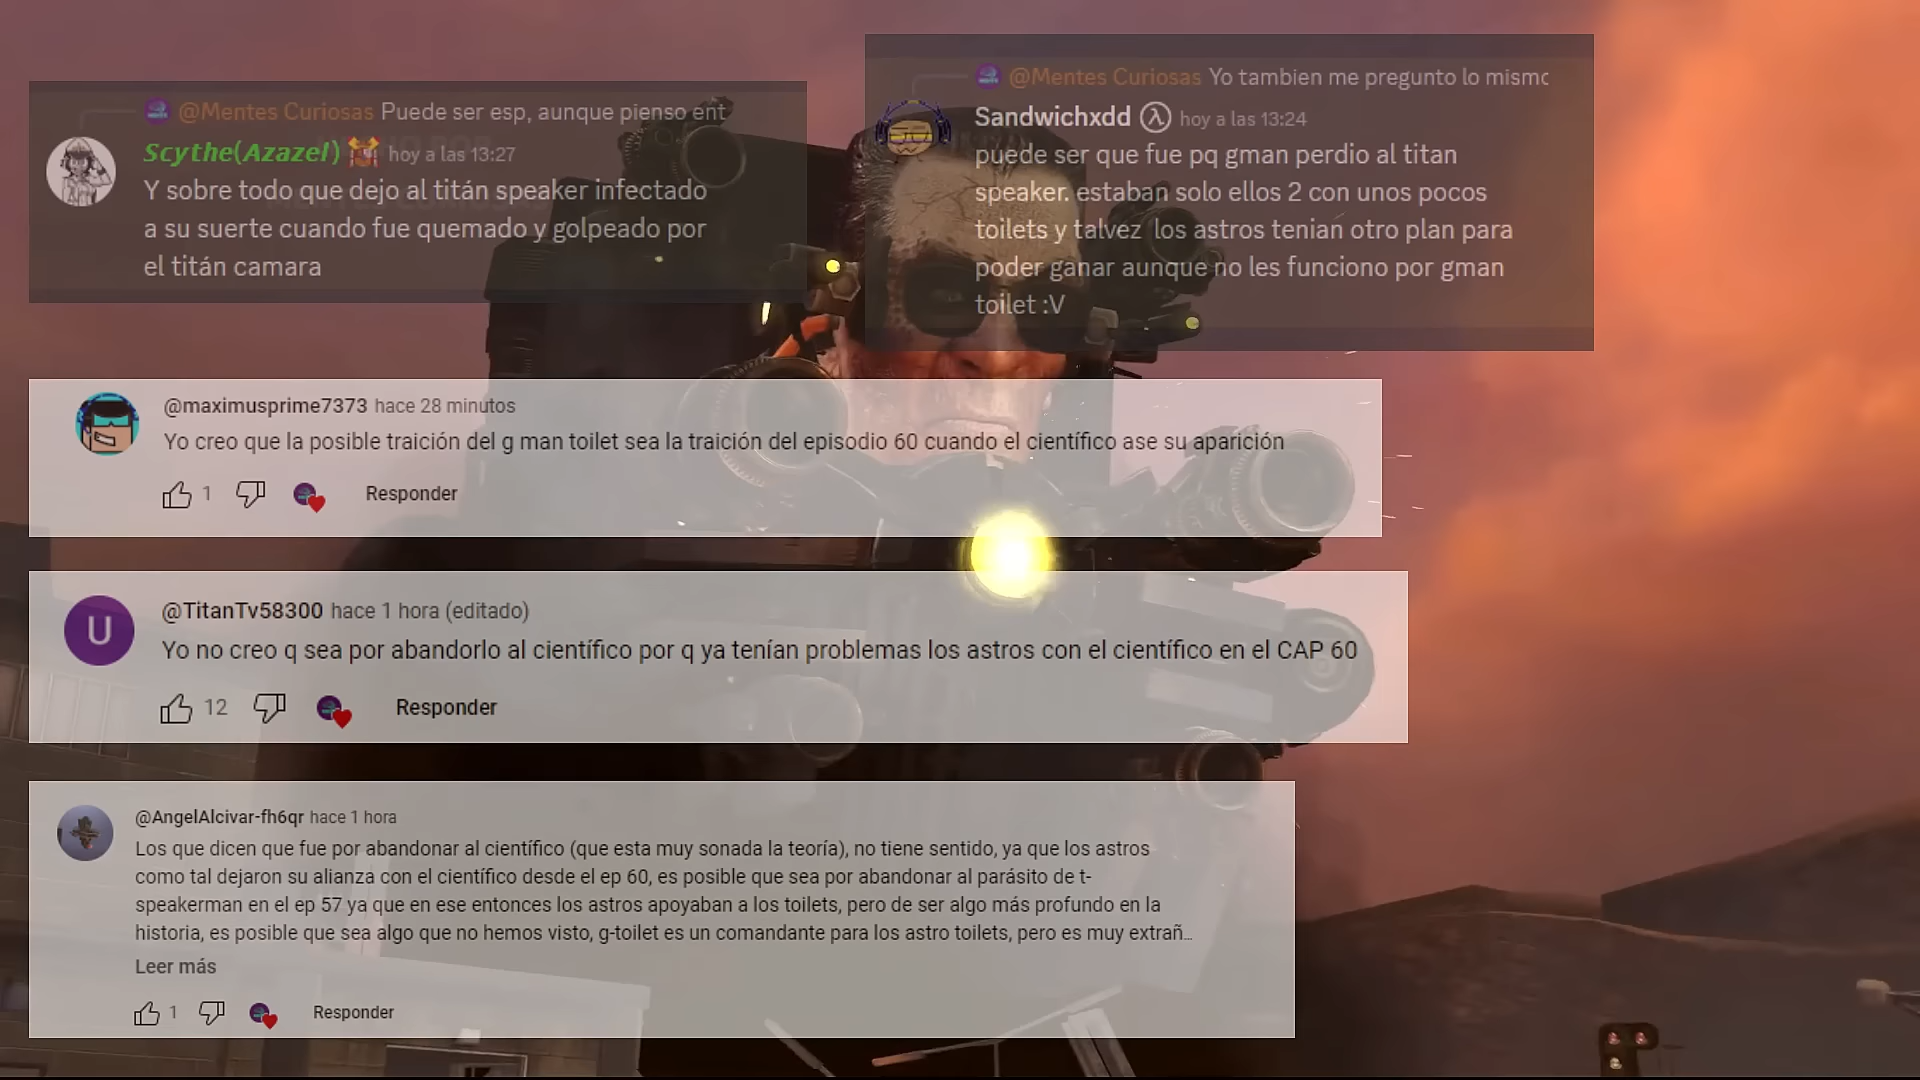 @Mentes Curiosas Puede ser esp, aunque pienso ent
Scythe(Azazel) hoy a las 13:27
Y sobre todo que dejo al titán speaker infectado
a su suerte cuando fue quemado y golpeado por
el titán camara
@Mentes Curiosas Yo tambien me pregunto lo mismo
Sandwichxdd hoy a las 13:24
puede ser que fue pq gman perdio al titan
speaker. estaban solo ellos 2 con unos pocos
toilets y talvez los astros tenian otro plan para
poder ganar aunque no les funciono por gman
toilet :V
@maximusprime7373 hace 28 minutos
Yo creo que la posible traición del g man toilet sea la traición del episodio 60 cuando el científico ase su aparición
1 Responder
U
@TitanTv58300 hace 1 hora (editado)
Yo no creo q sea por abandorlo al científico por q ya tenían problemas los astros con el científico en el CAP 60
12 Responder
@AngelAlcivar-fh6qr hace 1 hora
Los que dicen que fue por abandonar al científico (que esta muy sonada la teoría), no tiene sentido, ya que los astros
como tal dejaron su alianza con el científico desde el ep 60, es posible que sea por abandonar al parásito de t-
speakerman en el ep 57 ya que en ese entonces los astros apoyaban a los toilets, pero de ser algo más profundo en la
historia, es posible que sea algo que no hemos visto, g-toilet es un comandante para los astro toilets, pero es muy extrañ...
Leer más
1 Responder